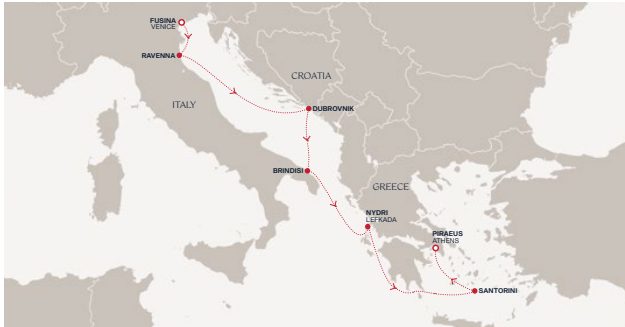 FUSINA
VENICE
RAVENNA
CROATIA
ITALY
DUBROVNIK
BRINDISI
GREECE
NYDRI
LEFKADA
PIRAEUS
ATHENS
SANTORINI